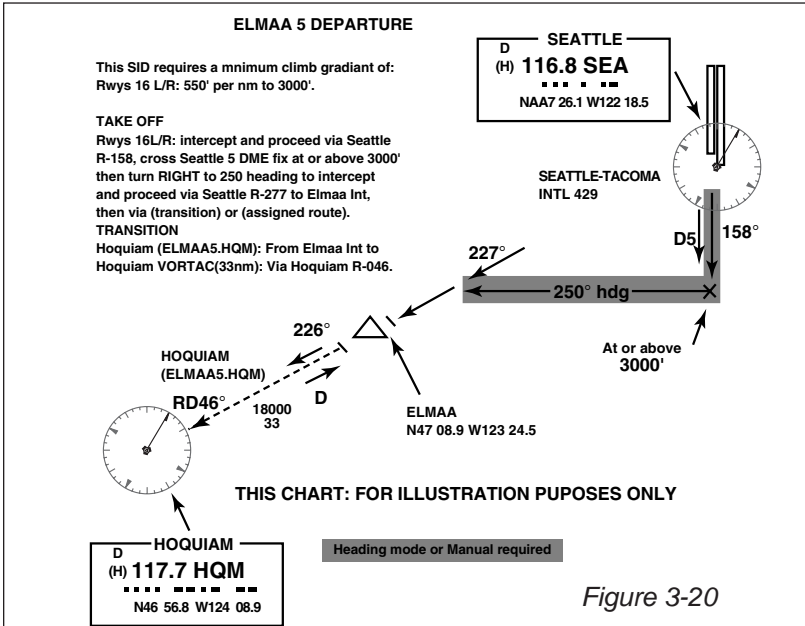 ELMAA 5 DEPARTURE
This SID requires a mnimum climb gradiant of:
Rwys 16 L/R: 550' per nm to 3000'.
TAKE OFF
Rwys 16L/R: intercept and proceed via Seattle
R-158, cross Seattle 5 DME fix at or above 3000'
then turn RIGHT to 250 heading to intercept
and proceed via Seattle R-277 to Elmaa Int,
then via (transition) or (assigned route).
TRANSITION
Hoquiam (ELMAA5.HQM): From Elmaa Int to
Hoquiam VORTAC(33nm): Via Hoquiam R-046.
SEATTLE
D
(H) 116.8 SEA
NAA7 26.1 W122 18.5
SEATTLE-TACOMA
INTL 429
D5
158°
227°
250° hdg
At or above
3000'
226°
HOQUIAM
(ELMAA5.HQM)
RD46°
18000
33
D
ELMAA
N47 08.9 W123 24.5
THIS CHART: FOR ILLUSTRATION PUPOSES ONLY
HOQUIAM
D
(H) 117.7 HQM
N46 56.8 W124 08.9
Heading mode or Manual required
Figure 3-20